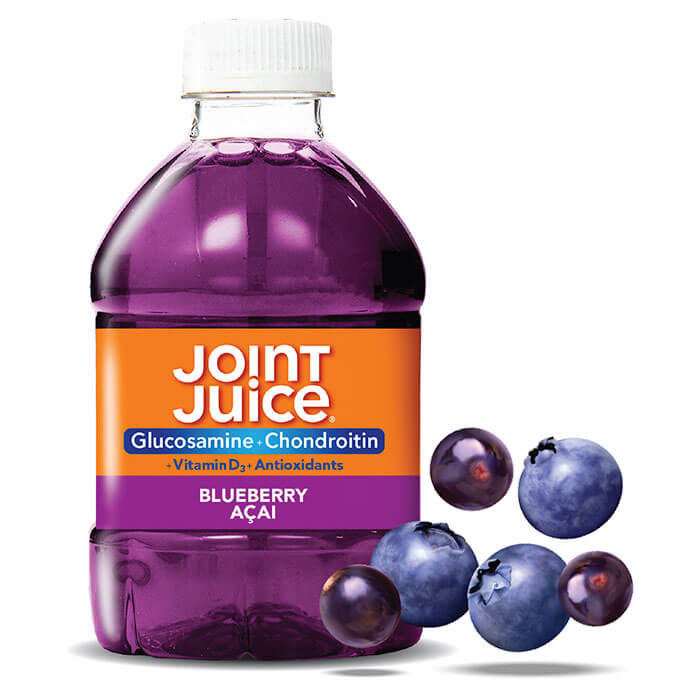 JOINT
JUICE®
Glucosamine + Chondroitin
+ Vitamin D₃ + Antioxidants
BLUEBERRY
AÇAI